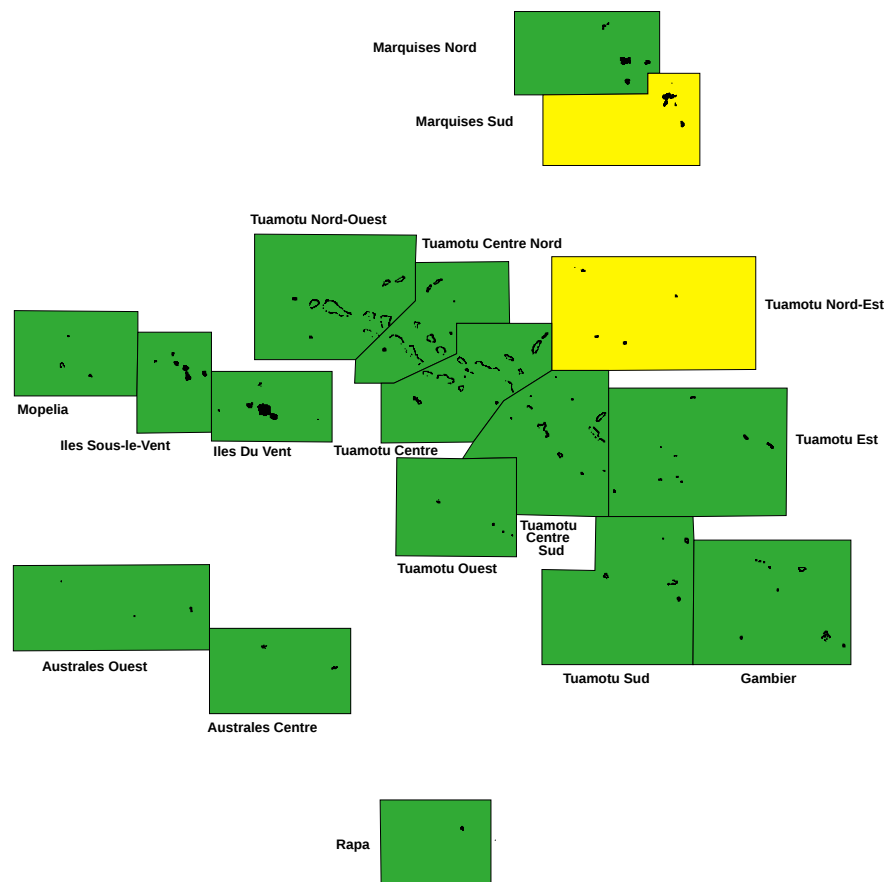 Marquises Nord
Marquises Sud
Tuamotu Nord-Ouest
Tuamotu Centre Nord
Tuamotu Nord-Est
Mopelia
Iles Sous-le-Vent
Iles Du Vent
Tuamotu Centre
Tuamotu Est
Tuamotu
Centre
Sud
Tuamotu Ouest
Australes Ouest
Tuamotu Sud
Gambier
Australes Centre
Rapa